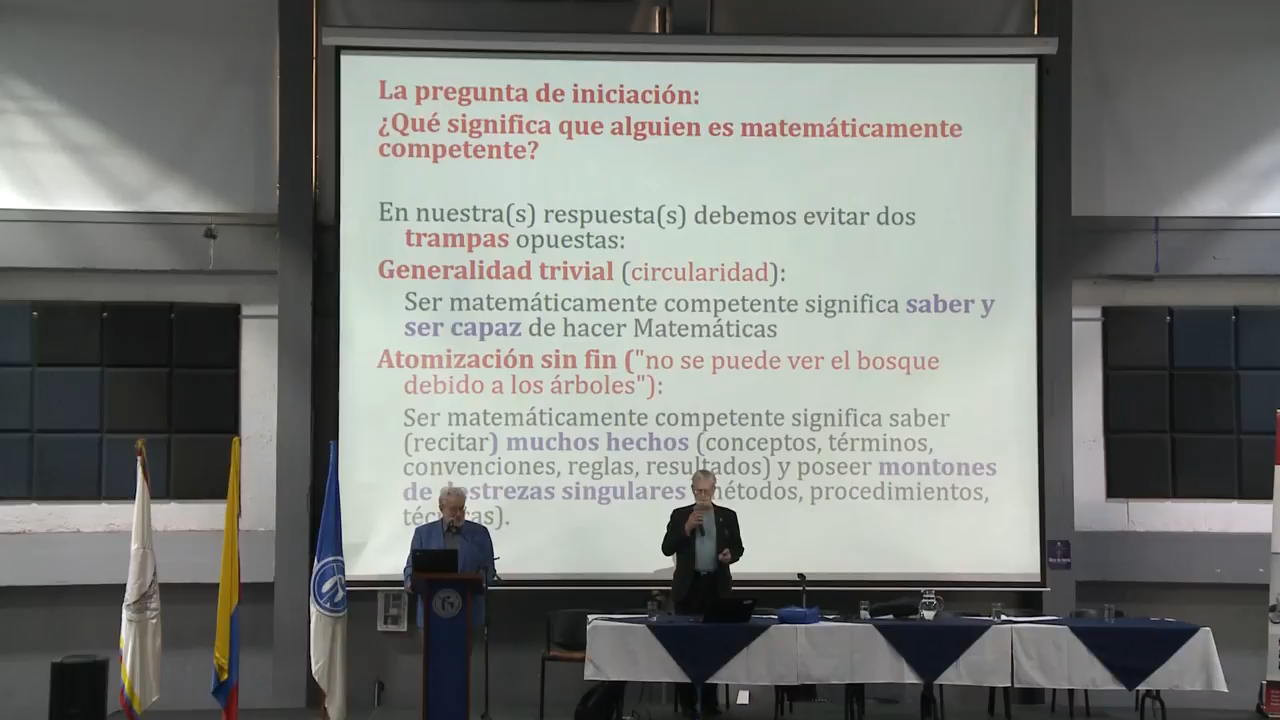 La pregunta de iniciación:
¿Qué significa que alguien es matemáticamente
competente?
En nuestra(s) respuesta(s) debemos evitar dos
trampas opuestas:
Generalidad trivial (circularidad):
Ser matemáticamente competente significa saber y
ser capaz de hacer Matemáticas
Atomización sin fin ("no se puede ver el bosque
debido a los árboles"):
Ser matemáticamente competente significa saber
(recitar) muchos hechos (conceptos, términos,
convenciones, reglas, resultados) y poseer montones
de destrezas singulares (métodos, procedimientos,
técnicas).